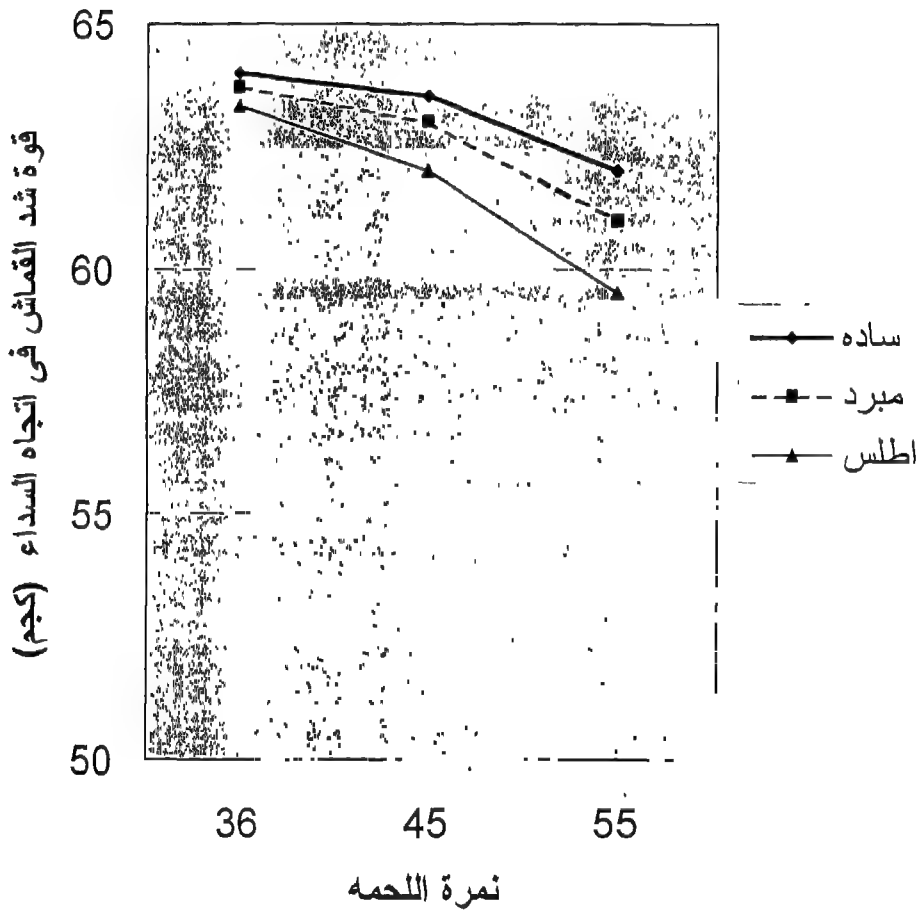 65
60
55
50
قوة شد القماش فى اتجاه السداء (كجم)
36 45 55
نمرة اللحمه
ساده
مبرد
اطلس